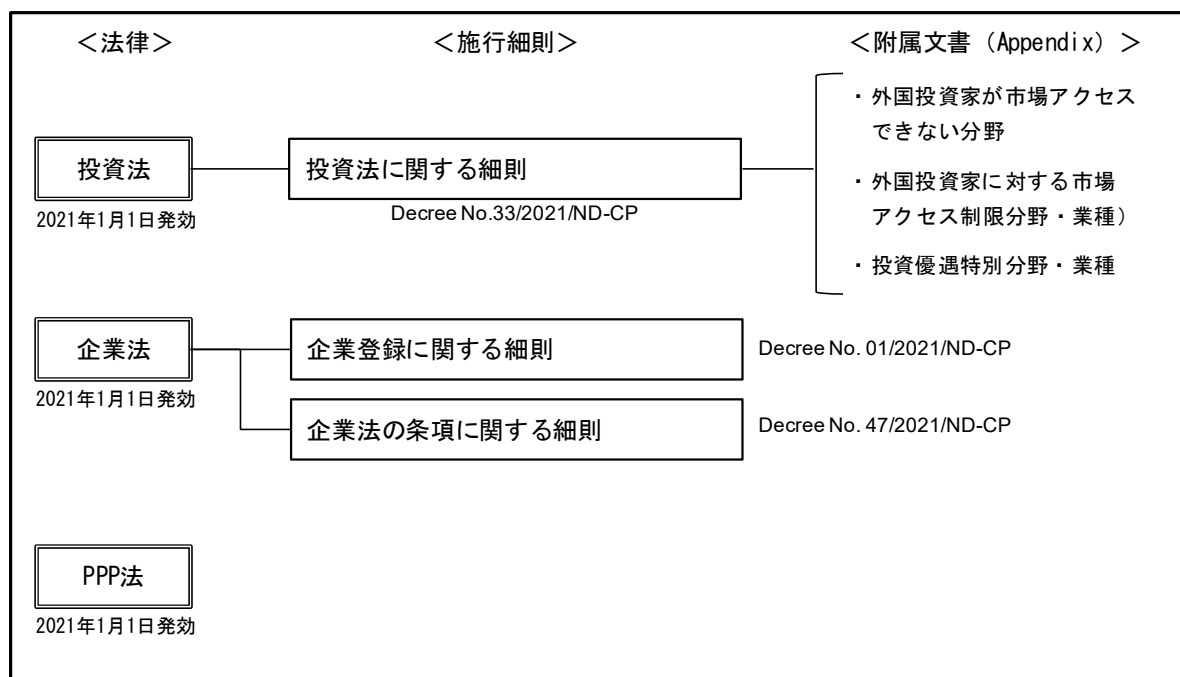 ＜法律＞
＜施行細則＞
＜附属文書（Appendix）＞
投資法
2021年1月1日発効
投資法に関する細則
Decree No.33/2021/ND-CP
・外国投資家が市場アクセス
できない分野
・外国投資家に対する市場
アクセス制限分野・業種）
・投資優遇特別分野・業種
企業法
2021年1月1日発効
企業登録に関する細則
Decree No. 01/2021/ND-CP
企業法の条項に関する細則
Decree No. 47/2021/ND-CP
PPP法
2021年1月1日発効